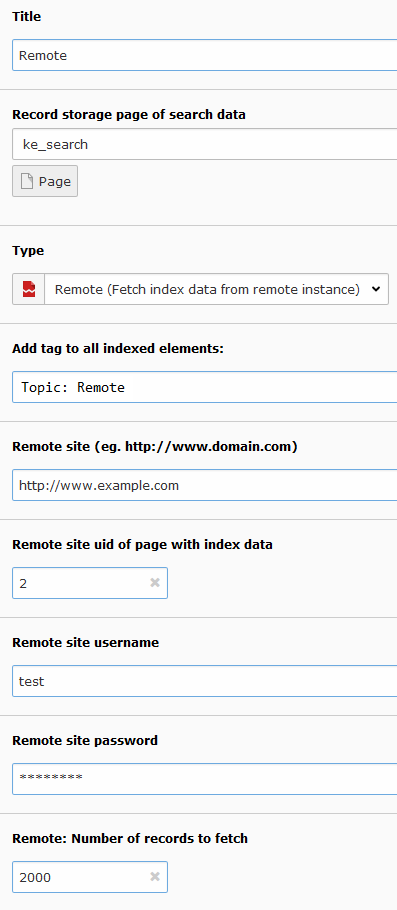 Title
Remote
Record storage page of search data
ke_search
Page
Type
Remote (Fetch index data from remote instance)
Add tag to all indexed elements:
Topic: Remote
Remote site (eg. http://www.domain.com)
http://www.example.com
Remote site uid of page with index data
2
Remote site username
test
Remote site password
********
Remote: Number of records to fetch
2000